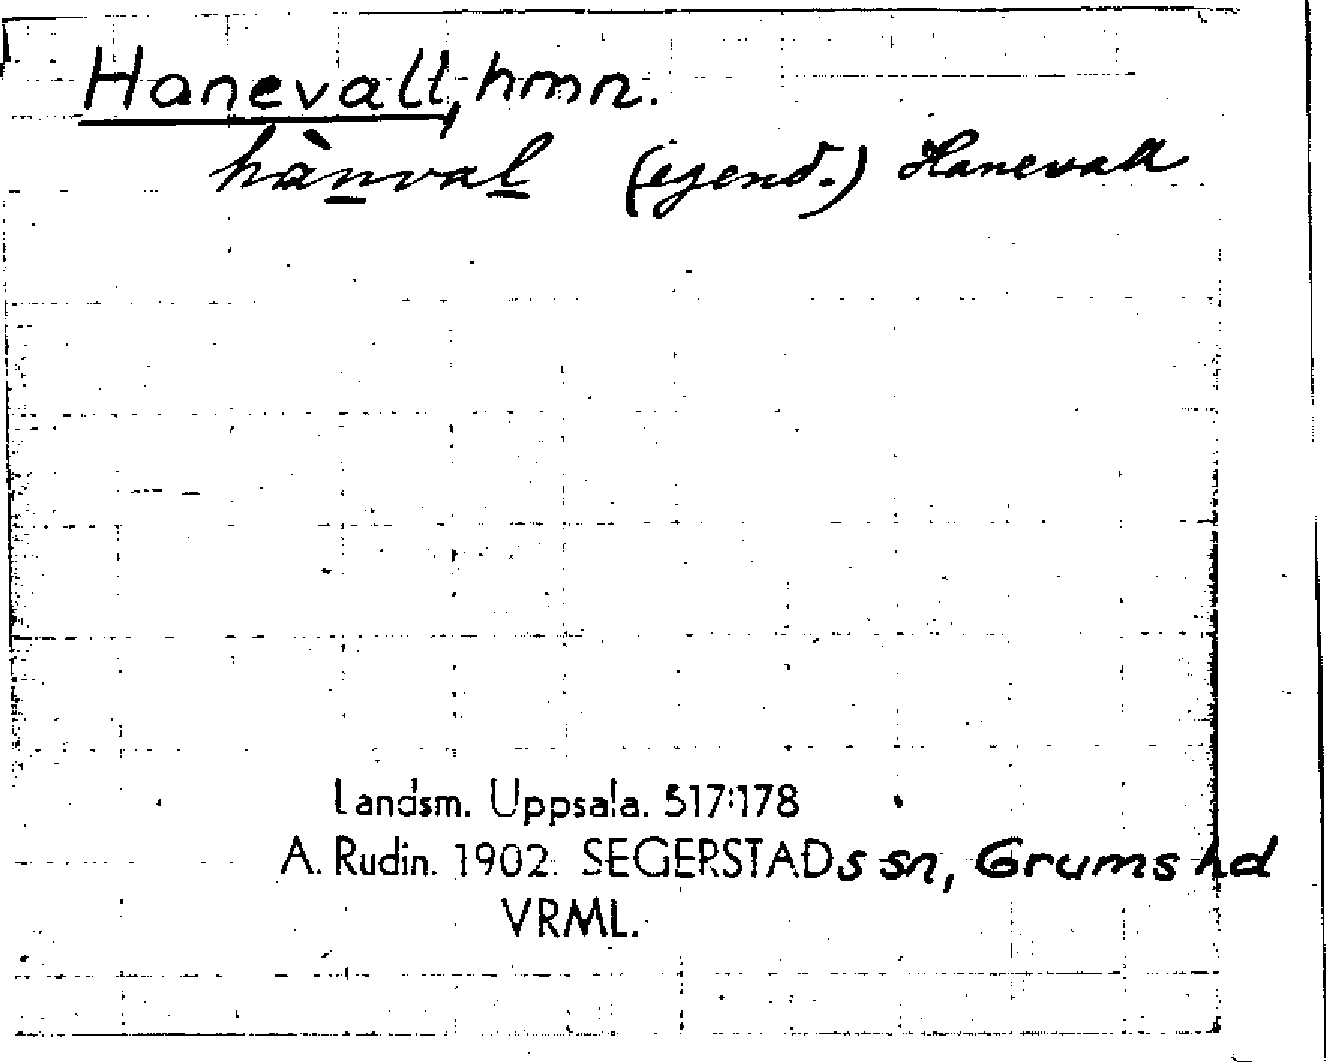 Hanevall, hmn.
hànval (egend.) Hanevall
Landsm. Uppsala. 517:178
A. Rudin. 1902. SEGERSTADs sn, Grums hd
VRML.